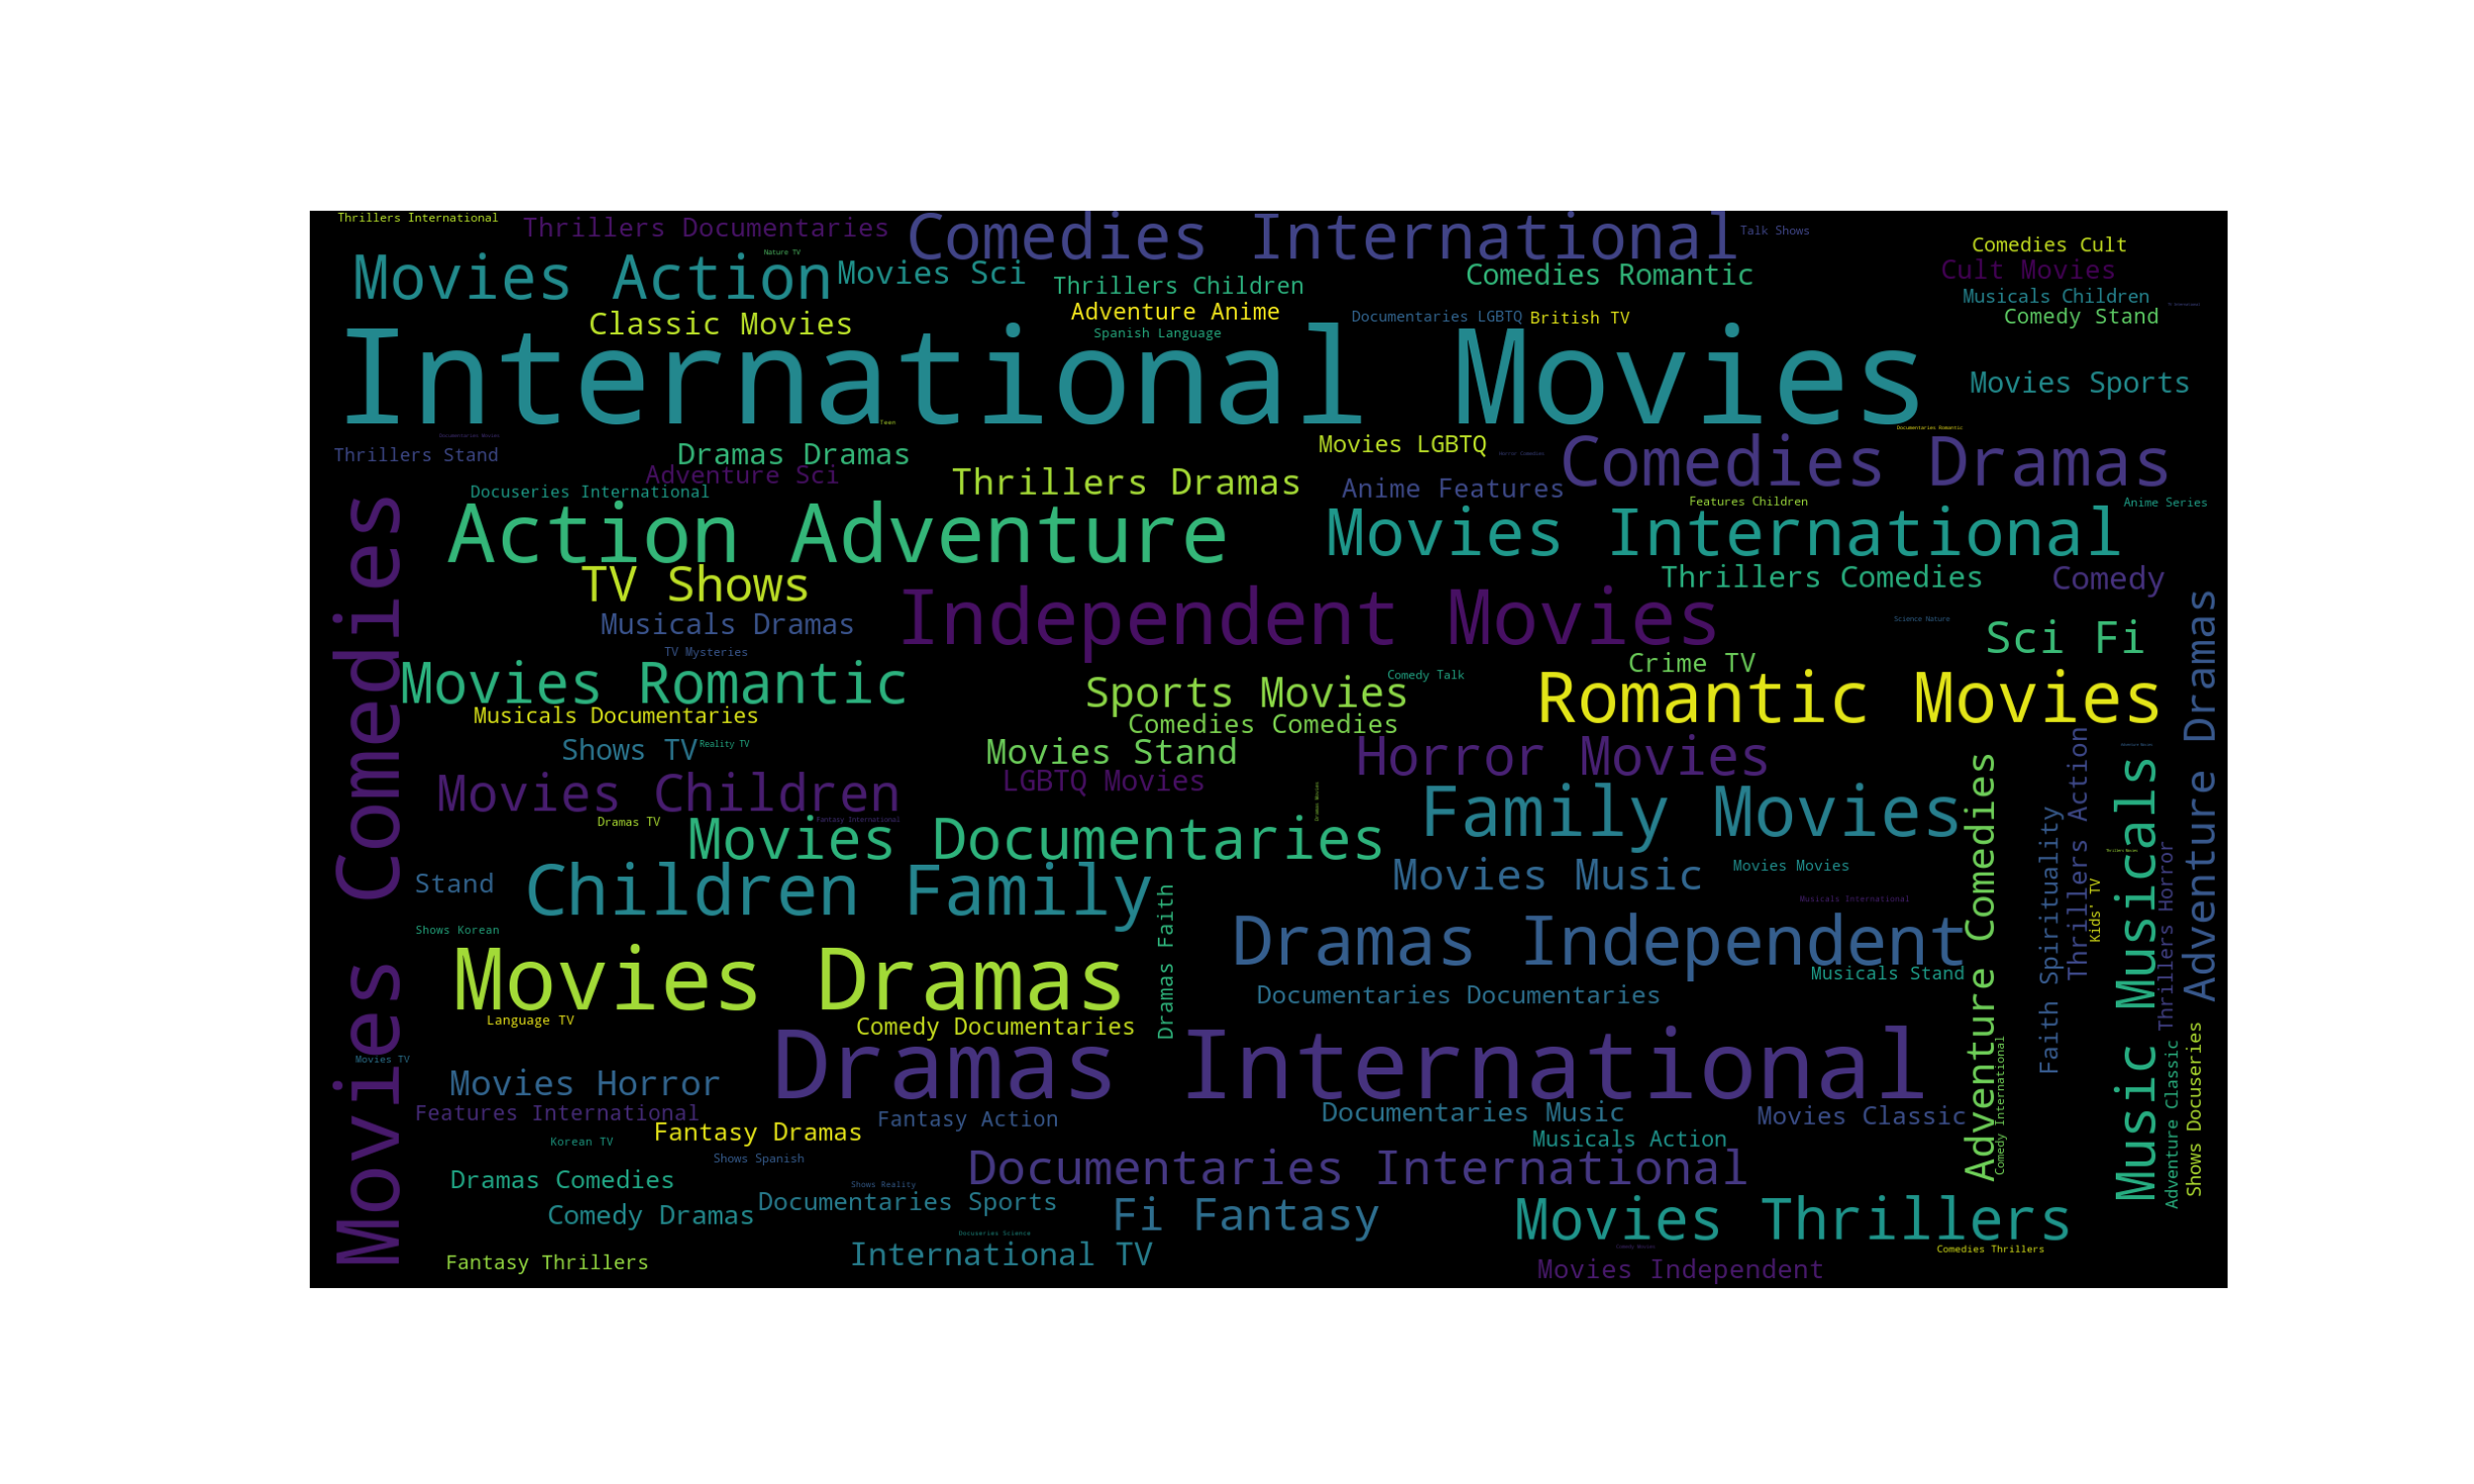 Thrillers International
Thrillers Documentaries
Comedies International
Talk Shows
Comedies Cult
Nature TV
Movies Action
Movies Sci
Thrillers Children
Comedies Romantic
Cult Movies
Musicals Children
Classic Movies
Adventure Anime
Spanish Language
Documentaries LGBTQ
British TV
Comedy Stand
International Movies
Movies Sports
Teen
Documentaries Romantic
Thrillers Stand
Dramas Dramas
Movies LGBTQ
Comedies Dramas
Adventure Sci
Thrillers Dramas
Anime Features
Docuseries International
Features Children
Anime Series
Action Adventure
Movies International
TV Shows
Thrillers Comedies
Comedy
Musicals Dramas
Independent Movies
Science Nature
Sci Fi
TV Mysteries
Crime TV
Movies Romantic
Sports Movies
Comedy Talk
Romantic Movies
Musicals Documentaries
Comedies Comedies
Shows TV
Reality TV
Movies Stand
Horror Movies
LGBTQ Movies
Movies Children
Family Movies
Dramas TV
Fantasy International
Movies Documentaries
Movies Comedies
Stand
Children Family
Movies Music
Movies Movies
Musicals International
Shows Korean
Dramas Faith
Dramas Independent
Musicals Stand
Movies Dramas
Documentaries Documentaries
Language TV
Comedy Documentaries
Dramas International
Adventure Comedies
Comedy International
Faith Spirituality
Thrillers Action
Kids' TV
Music Musicals
Thrillers Horror
Adventure Dramas
Adventure Classic
Shows Docuseries
Movies TV
Movies Horror
Features International
Fantasy Action
Documentaries Music
Movies Classic
Korean TV
Fantasy Dramas
Musicals Action
Shows Spanish
Documentaries International
Dramas Comedies
Shows Reality
Comedy Dramas
Documentaries Sports
Fi Fantasy
Movies Thrillers
Docuseries Science
International TV
Comedies Thrillers
Fantasy Thrillers
Movies Independent